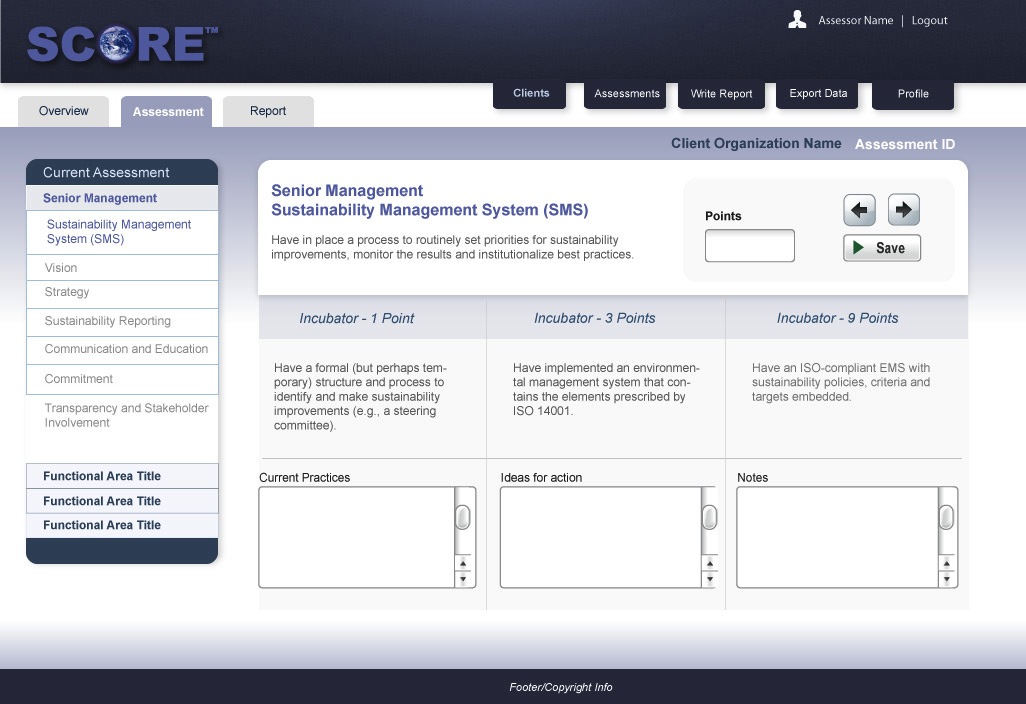 SCORE™
Assessor Name | Logout
Overview
Assessment
Report
Clients
Assessments
Write Report
Export Data
Profile
Client Organization Name Assessment ID
Current Assessment
Senior Management
Sustainability Management
System (SMS)
Vision
Strategy
Sustainability Reporting
Communication and Education
Commitment
Transparency and Stakeholder
Involvement
Functional Area Title
Functional Area Title
Functional Area Title
Senior Management
Sustainability Management System (SMS)
Have in place a process to routinely set priorities for sustainability
improvements, monitor the results and institutionalize best practices.
Points
Save
Incubator - 1 Point
Incubator - 3 Points
Incubator - 9 Points
Have a formal (but perhaps tem-
porary) structure and process to
identify and make sustainability
improvements (e.g., a steering
committee).
Have implemented an environmen-
tal management system that con-
tains the elements prescribed by
ISO 14001.
Have an ISO-compliant EMS with
sustainability policies, criteria and
targets embedded.
Current Practices
Ideas for action
Notes
Footer/Copyright Info